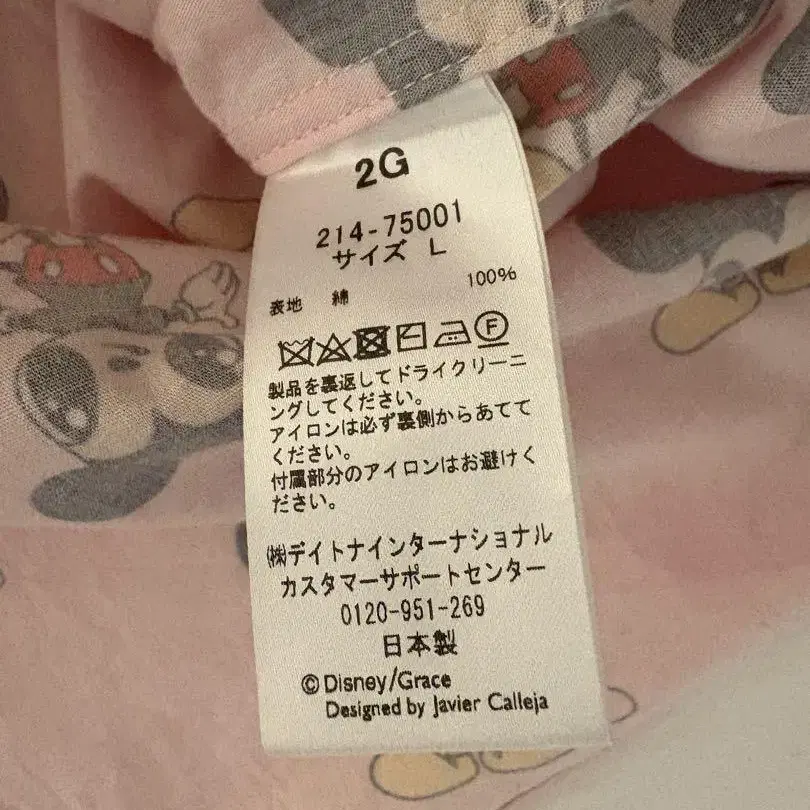 2G
214-75001
サイズ L
表地 綿 100%
F
製品を裏返してドライクリーニ
ングしてください。
アイロンは必ず裏側からあてて
ください。
付属部分のアイロンはお避けく
ださい。
㈱デイトナインターナショナル
カスタマーサポートセンター
0120-951-269
日本製
©Disney/Grace
Designed by Javier Calleja